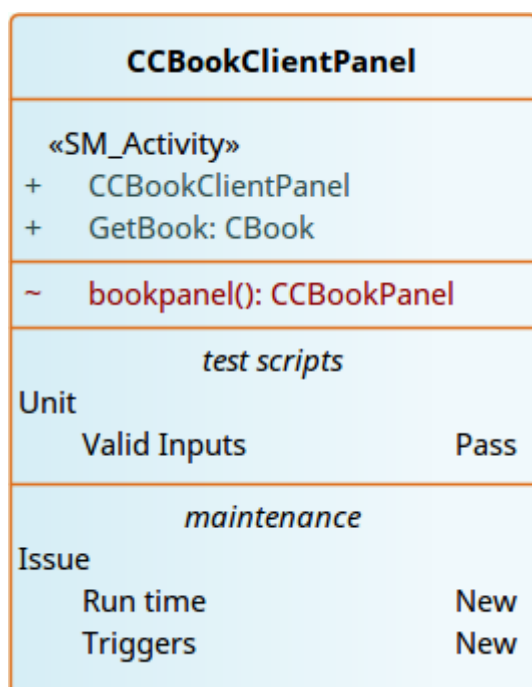 CCBookClientPanel
«SM_Activity»
+ CCBookClientPanel
+ GetBook: CBook
~ bookpanel(): CCBookPanel
test scripts
Unit
Valid Inputs Pass
maintenance
Issue
Run time New
Triggers New